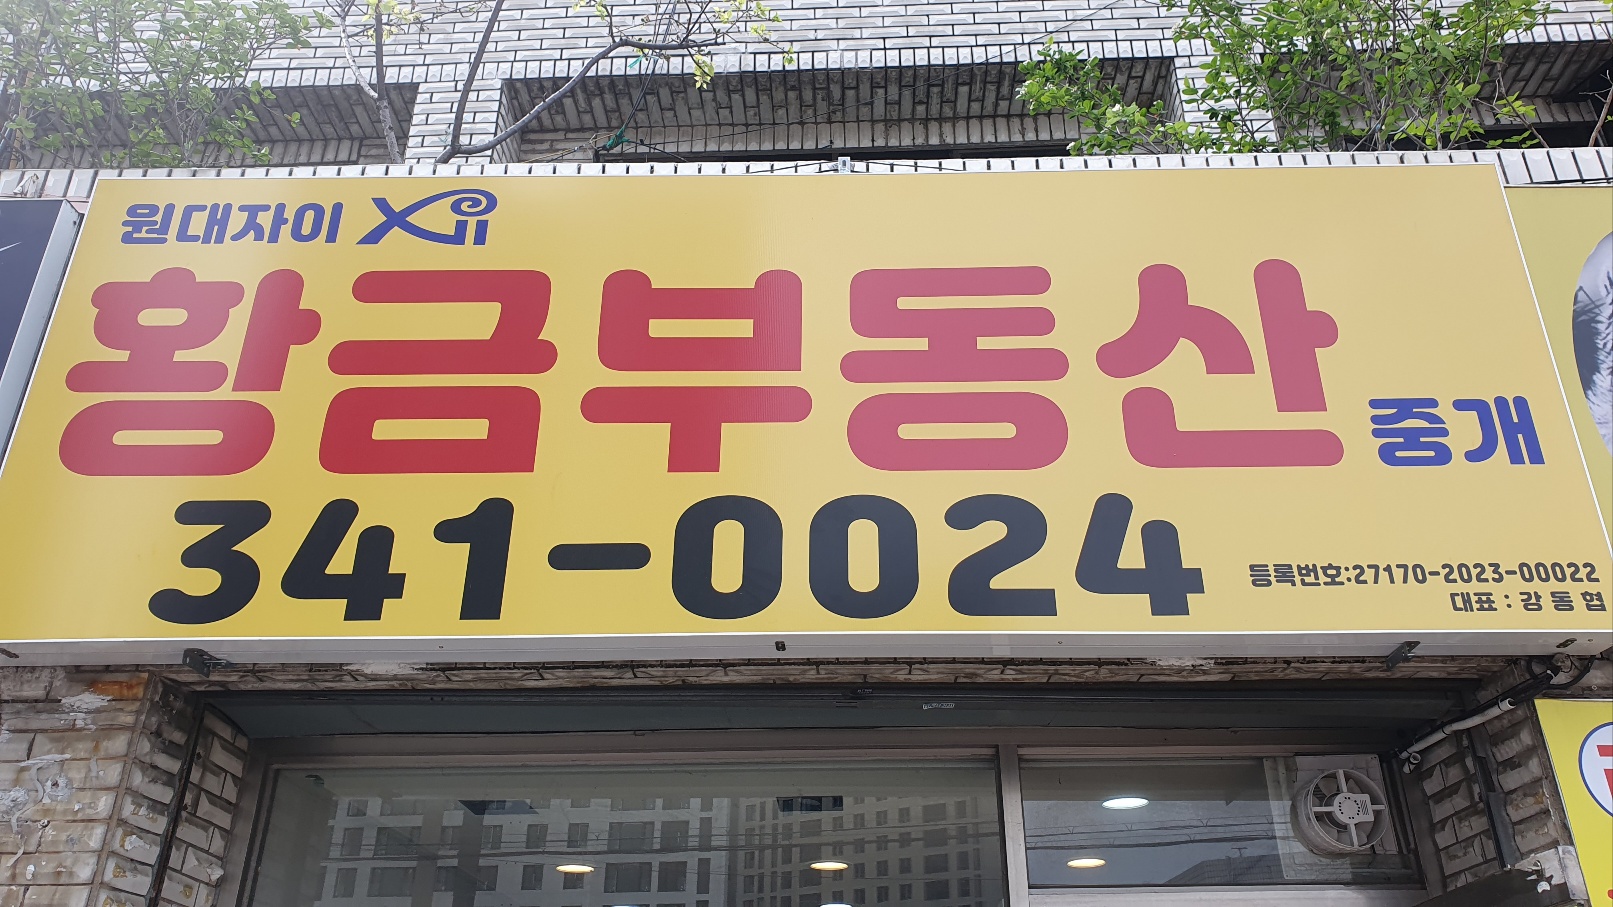 원대자이 Xii
황금부동산 중개
341-0024
등록번호:27170-2023-00022
대표 : 강동협